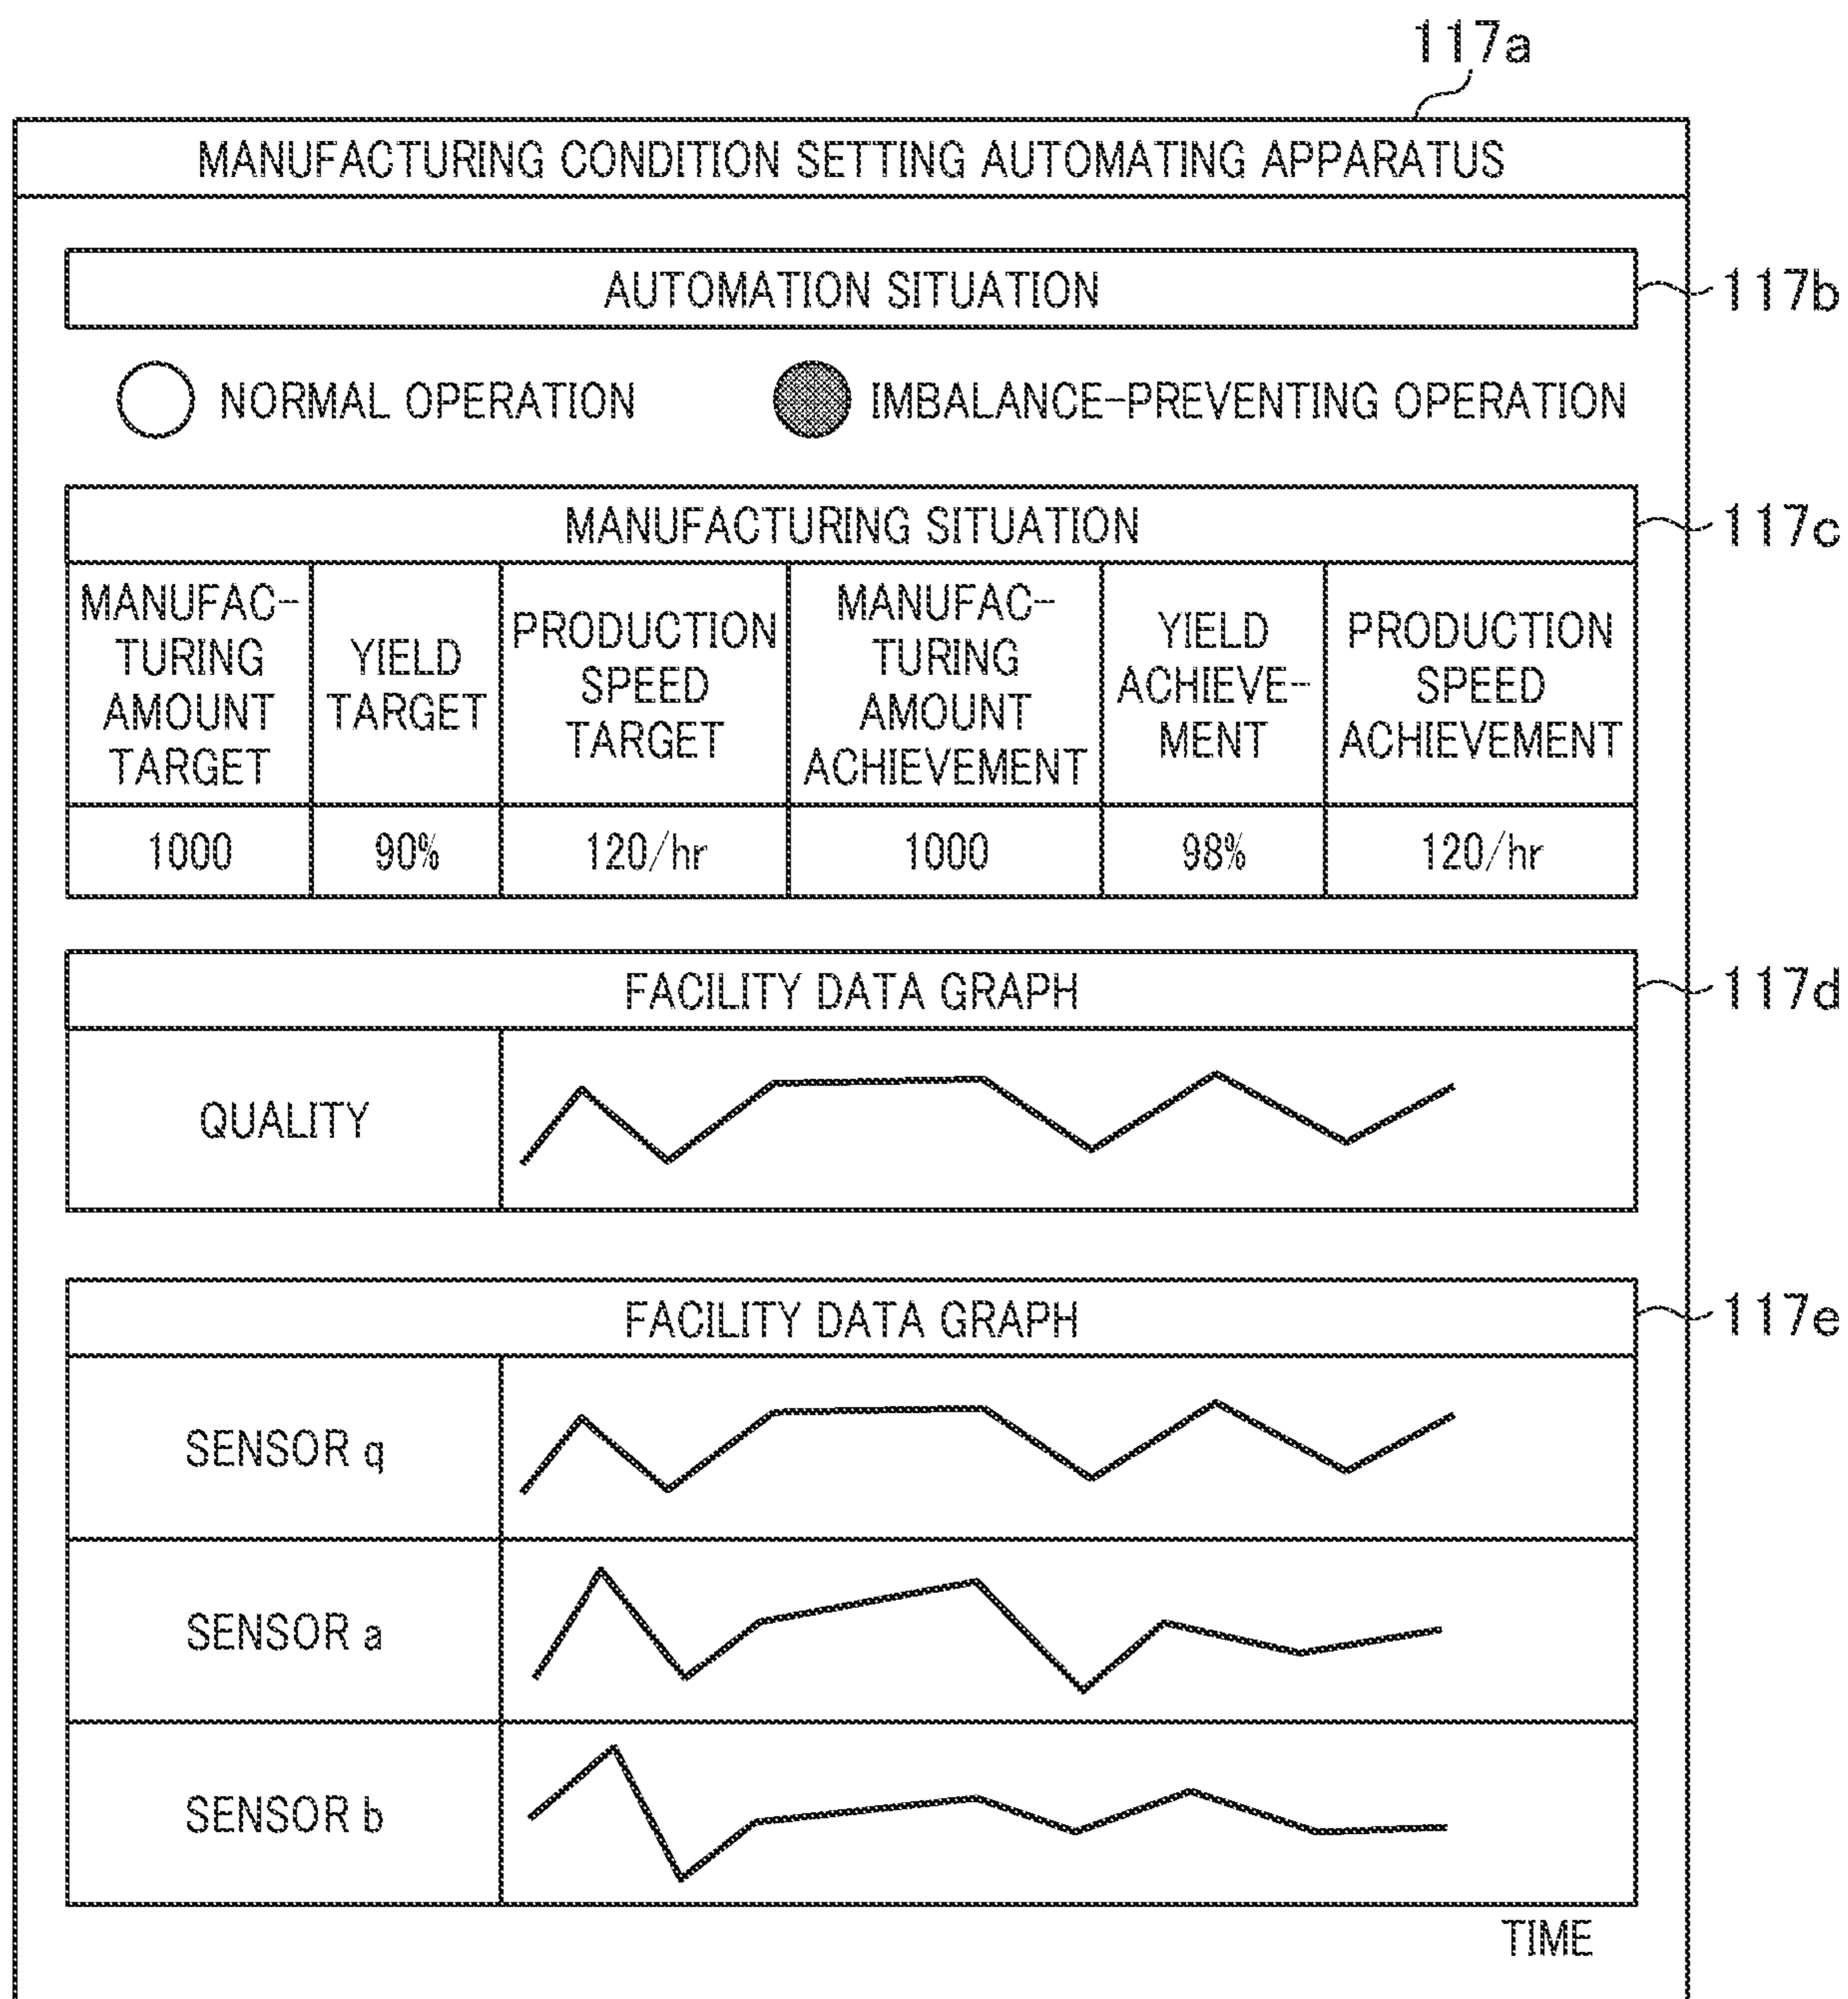 117a
MANUFACTURING CONDITION SETTING AUTOMATING APPARATUS
AUTOMATION SITUATION
117b
NORMAL OPERATION
IMBALANCE-PREVENTING OPERATION
MANUFACTURING SITUATION
117c
MANUFAC-
TURING
AMOUNT
TARGET
YIELD
TARGET
PRODUCTION
SPEED
TARGET
MANUFAC-
TURING
AMOUNT
ACHIEVEMENT
YIELD
ACHIEVE-
MENT
PRODUCTION
SPEED
ACHIEVEMENT
1000
90%
120/hr
1000
98%
120/hr
FACILITY DATA GRAPH
117d
QUALITY
FACILITY DATA GRAPH
117e
SENSOR q
SENSOR a
SENSOR b
TIME